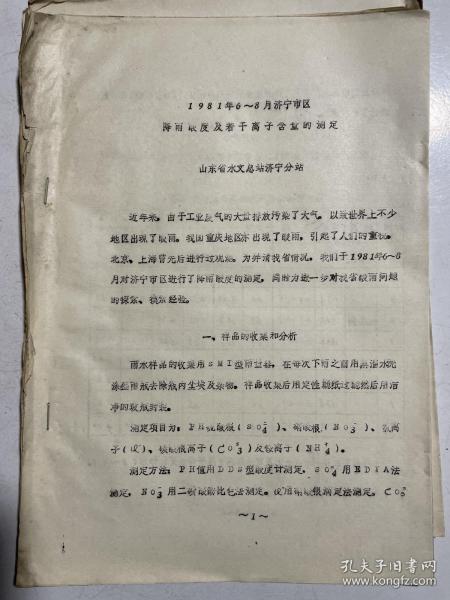 1981年6～8月济宁市区
降雨酸度及若干离子含量的测定
山东省水文总站济宁分站
近年来，由于工业废气的大量排放污染了大气，以致世界上不少
地区出现了酸雨。我国重庆地区亦出现了酸雨，引起了人们的重视。
北京、上海曾先后进行过观测。为弄清我省情况，我们于1981年6～8
月对济宁市区进行了降雨酸度的测定，为进一步对我省酸雨问题
的探索、积累经验。
一、样品的收集和分析
雨水样品的收集用SM1型雨量器，在每次下雨之前用蒸溜水洗
涤盛雨瓶去除瓶内尘埃及杂物。样品收集后用定性滤纸过滤然后用洁
净的玻瓶封装。
测定项目为：PH硫酸根（SO₄⁼）、硝酸根（NO₃⁻）、氯离
子（Cl⁻）、碳酸根离子（CO₃⁼）及铵离子（NH₄⁺）。
测定方法：PH值用DDS型酸度计测定，SO₄⁼用EDTA法
测定，NO₃⁻用二磺酸酚比色法测定。用硝酸银滴定法测定。CO₃⁼
～1～
孔夫子旧书网
www.kongfz.com